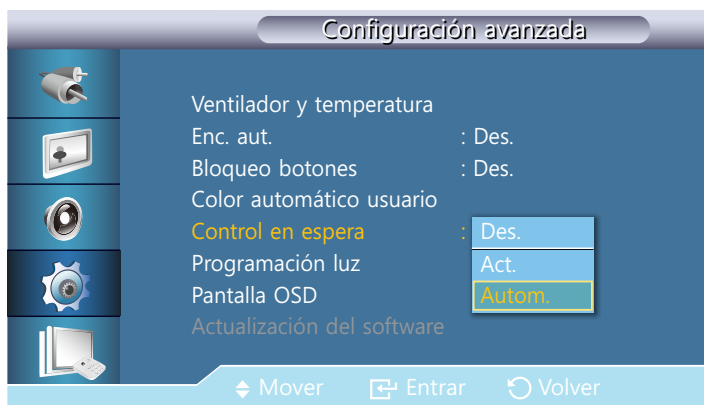 Configuración avanzada
Ventilador y temperatura
Enc. aut. : Des.
Bloqueo botones : Des.
Color automático usuario
Control en espera : Des.
Programación luz Act.
Pantalla OSD Autom.
Actualización del software
Mover Entrar Volver